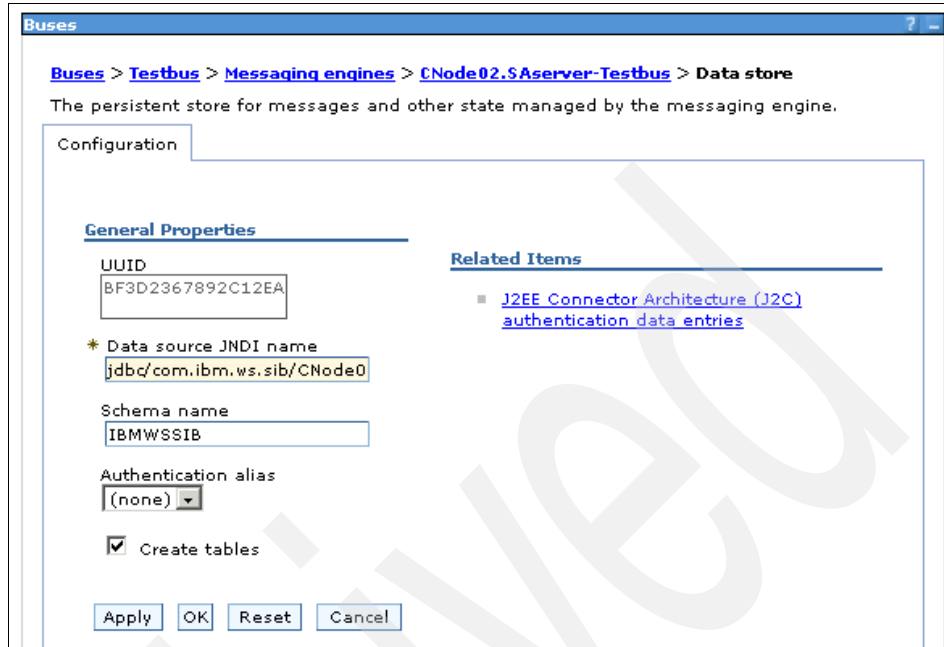 Buses ? –
Buses > Testbus > Messaging engines > CNode02.SAserver-Testbus > Data store
The persistent store for messages and other state managed by the messaging engine.
Configuration
General Properties
UUID
BF3D2367892C12EA
* Data source JNDI name
jdbc/com.ibm.ws.sib/CNode0
Schema name
IBMWSSIB
Authentication alias
(none)
Create tables
Apply OK Reset Cancel
Related Items
J2EE Connector Architecture (J2C)
authentication data entries